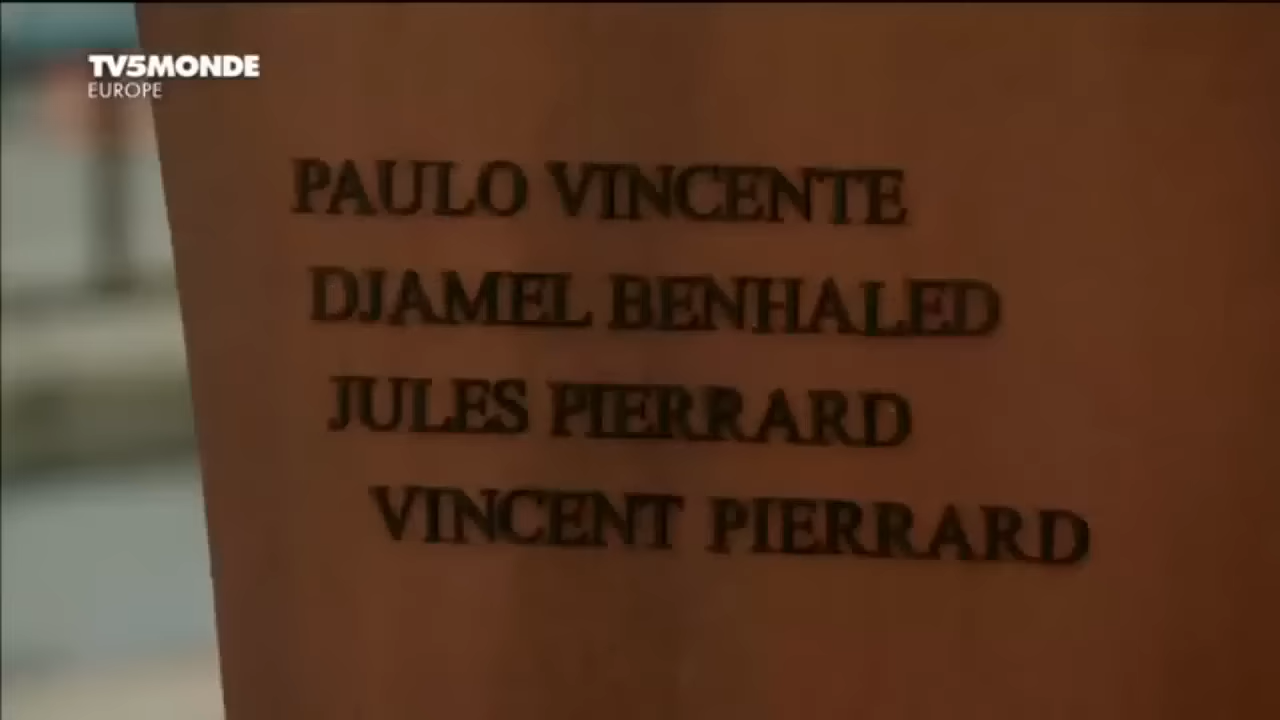 TV5MONDE
EUROPE
PAULO VINCENTE
DJAMEL BENHALED
JULES PIERRARD
VINCENT PIERRARD